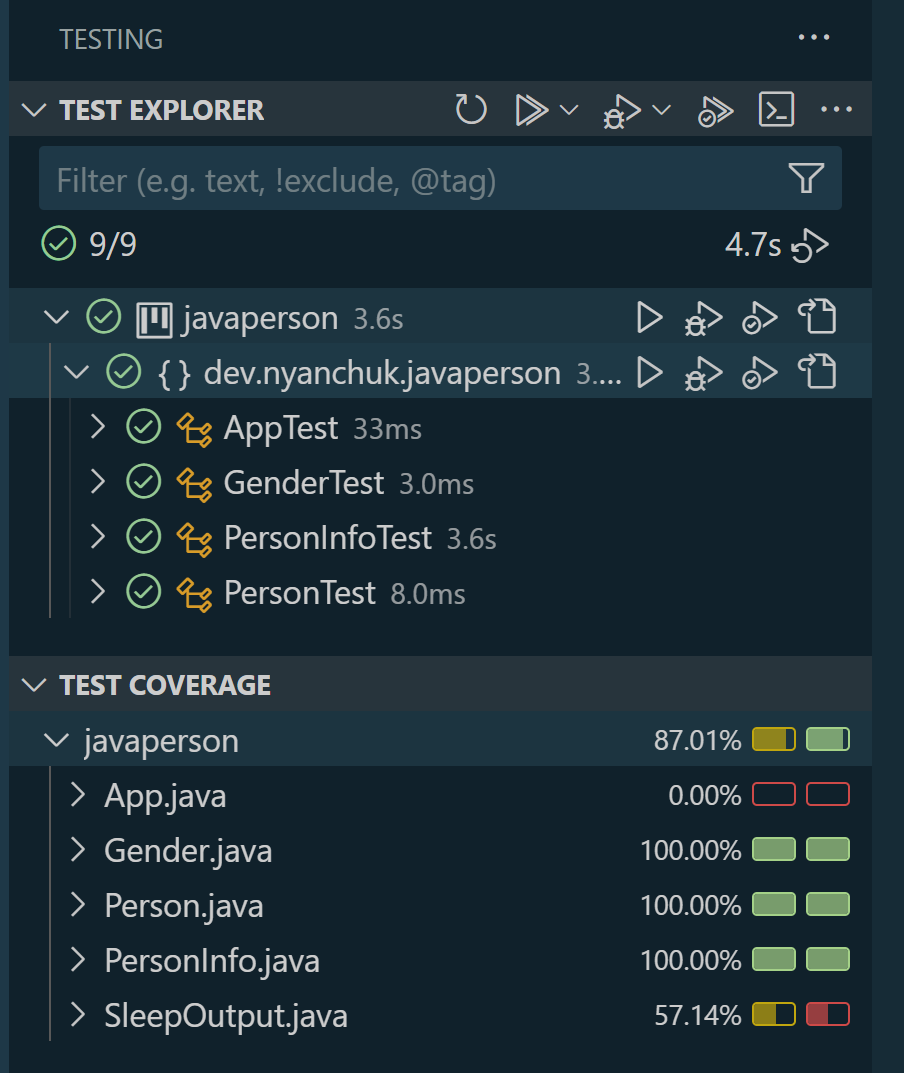 TESTING
TEST EXPLORER
Filter (e.g. text, !exclude, @tag)
9/9 4.7s
javaperson 3.6s
{ } dev.nyanchuk.javaperson 3....
AppTest 33ms
GenderTest 3.0ms
PersonInfoTest 3.6s
PersonTest 8.0ms
TEST COVERAGE
javaperson 87.01%
App.java 0.00%
Gender.java 100.00%
Person.java 100.00%
PersonInfo.java 100.00%
SleepOutput.java 57.14%